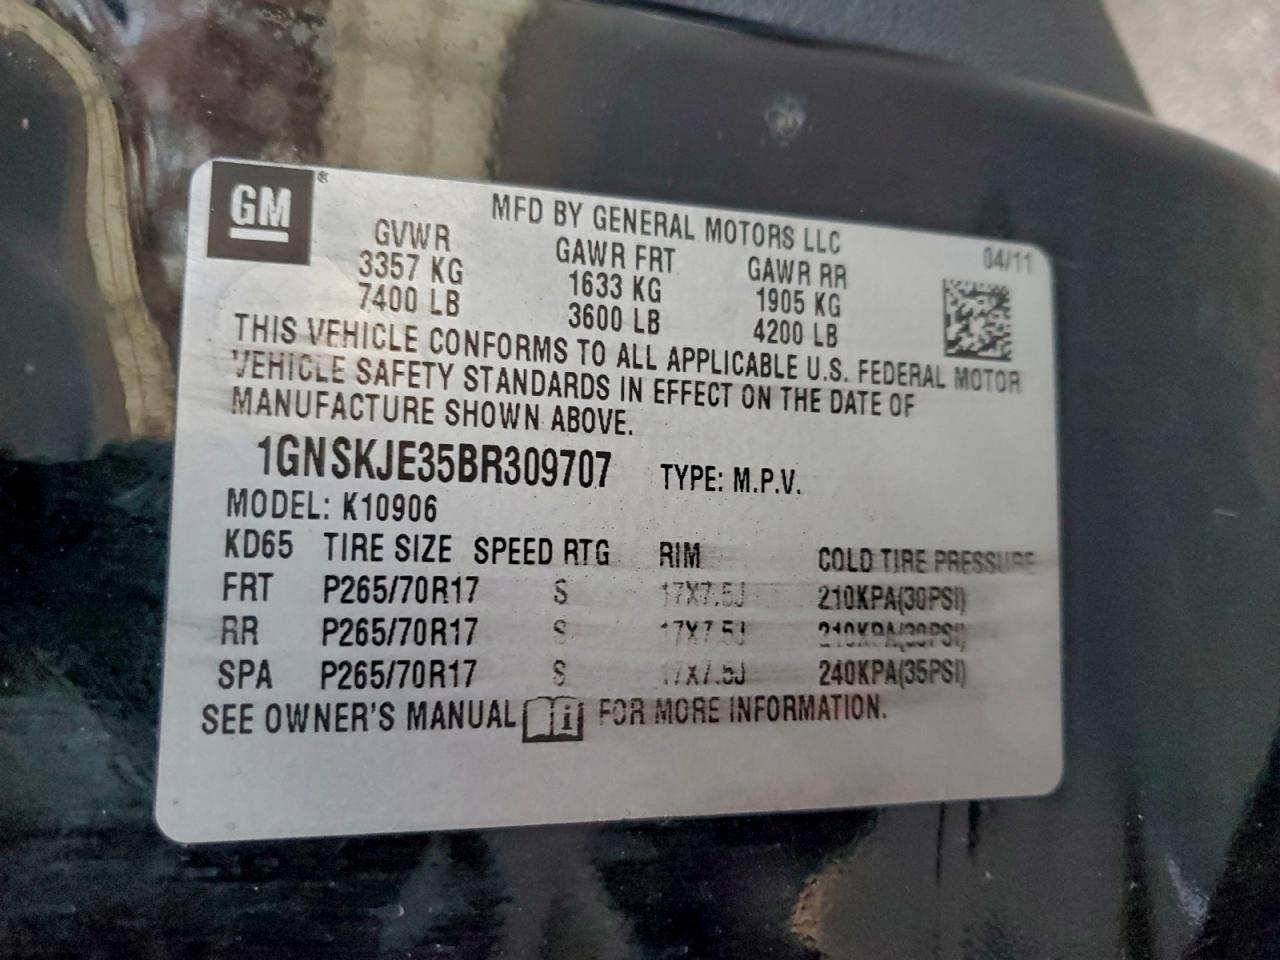 GM®
MFD BY GENERAL MOTORS LLC
04/11
GVWR GAWR FRT GAWR RR
3357 KG 1633 KG 1905 KG
7400 LB 3600 LB 4200 LB
THIS VEHICLE CONFORMS TO ALL APPLICABLE U.S. FEDERAL MOTOR
VEHICLE SAFETY STANDARDS IN EFFECT ON THE DATE OF
MANUFACTURE SHOWN ABOVE.
1GNSKJE35BR309707 TYPE: M.P.V.
MODEL: K10906
KD65 TIRE SIZE SPEED RTG RIM COLD TIRE PRESSURE
FRT P265/70R17 S 17X7.5J 210KPA(30PSI)
RR P265/70R17 S 17X7.5J 210KPA(30PSI)
SPA P265/70R17 S 17X7.5J 240KPA(35PSI)
SEE OWNER'S MANUAL i FOR MORE INFORMATION.